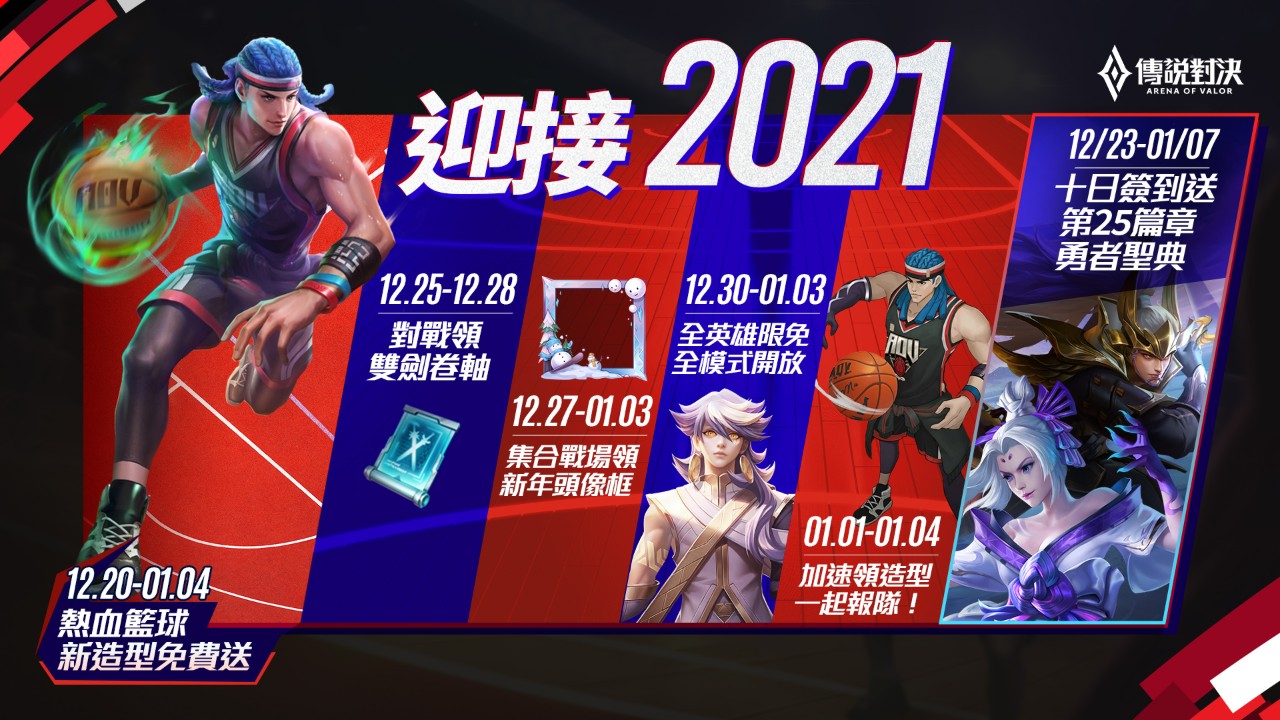 傳說對決
ARENA OF VALOR
迎接2021
AOV
12.20-01.04
熱血籃球
新造型免費送
12.25-12.28
對戰領
雙劍卷軸
12.27-01.03
集合戰場領
新年頭像框
12.30-01.03
全英雄限免
全模式開放
AOV
01.01-01.04
加速領造型
一起報隊！
12/23-01/07
十日簽到送
第25篇章
勇者聖典